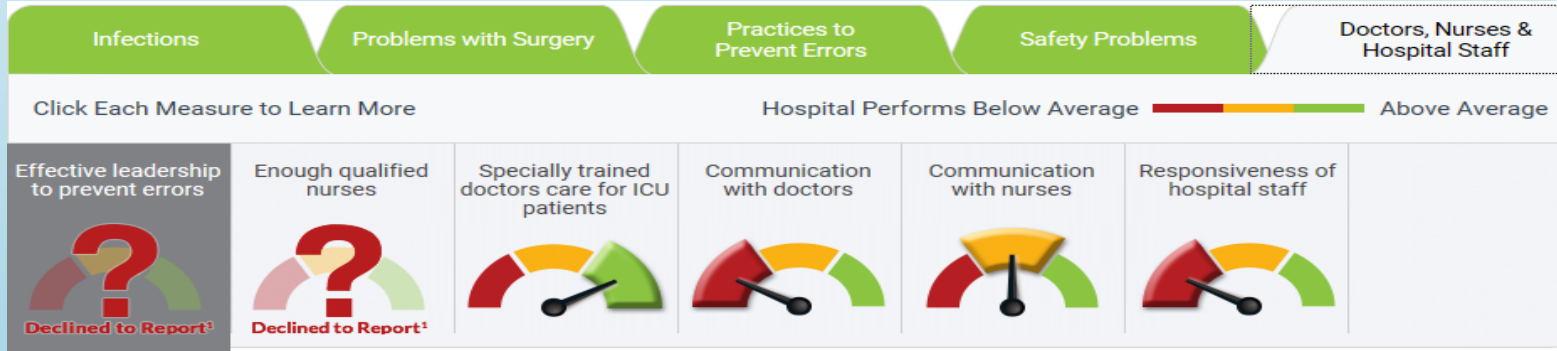 Infections
Problems with Surgery
Practices to
Prevent Errors
Safety Problems
Doctors, Nurses &
Hospital Staff
Click Each Measure to Learn More
Hospital Performs Below Average
Above Average
Effective leadership
to prevent errors
?
Declined to Report¹
Enough qualified
nurses
?
Declined to Report¹
Specially trained
doctors care for ICU
patients
Communication
with doctors
Communication
with nurses
Responsiveness of
hospital staff